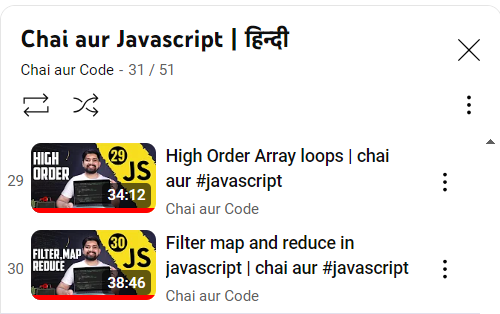 Chai aur Javascript | हिन्दी
Chai aur Code - 31 / 51
29
HIGH
ORDER
29
JS
34:12
High Order Array loops | chai
aur #javascript
Chai aur Code
30
FILTER,MAP
REDUCE
30
JS
38:46
Filter map and reduce in
javascript | chai aur #javascript
Chai aur Code